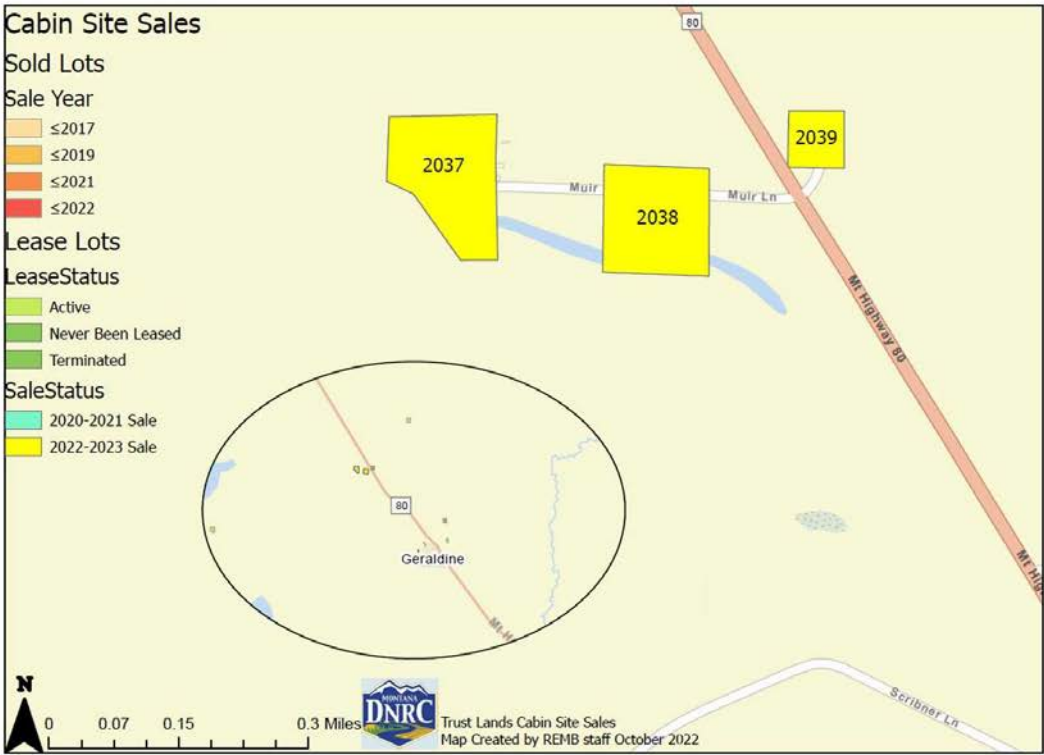 Cabin Site Sales
Sold Lots
Sale Year
≤2017
≤2019
≤2021
≤2022
Lease Lots
LeaseStatus
Active
Never Been Leased
Terminated
SaleStatus
2020-2021 Sale
2022-2023 Sale
80
2037
2038
2039
Muir
Muir Ln
Mt Highway 80
Mt High
80
Geraldine
Mt H
Scribner Ln
N
0 0.07 0.15 0.3 Miles
MONTANA
DNRC
Trust Lands Cabin Site Sales
Map Created by REMB staff October 2022